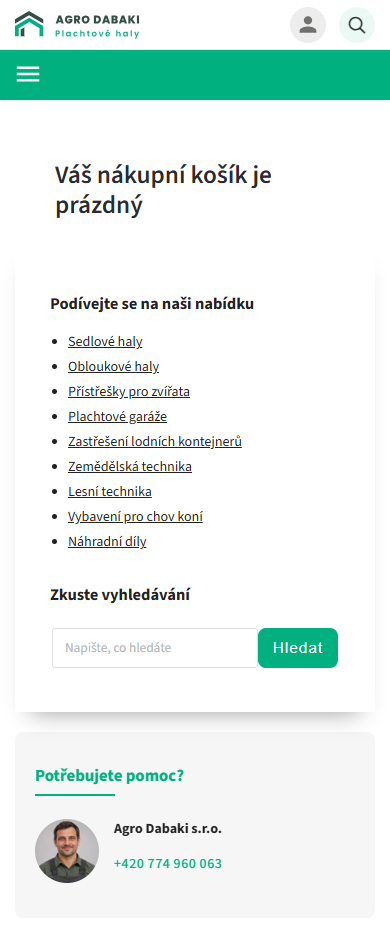 AGRO DABAKI
Plachtové haly
Váš nákupní košík je
prázdný
Podívejte se na naši nabídku
Sedlové haly
Obloukové haly
Přístřešky pro zvířata
Plachtové garáže
Zastřešení lodních kontejnerů
Zemědělská technika
Lesní technika
Vybavení pro chov koní
Náhradní díly
Zkuste vyhledávání
Napište, co hledáte
Hledat
Potřebujete pomoc?
Agro Dabaki s.r.o.
+420 774 960 063